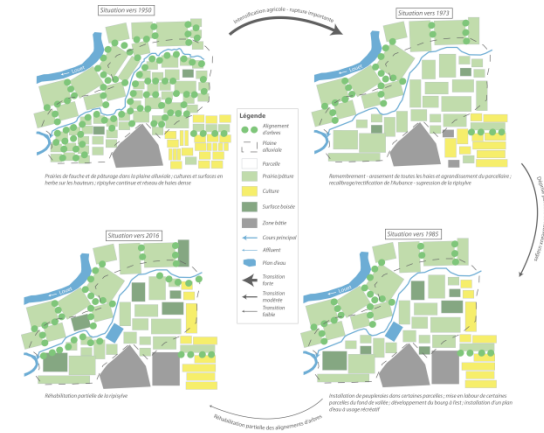 Situation vers 1950
Intensification agricole - rupture importante
Situation vers 1973
Loire
Loire
Prairies de fauche et de pâturage dans la plaine alluviale ; cultures et surfaces en
herbe sur les hauteurs ; ripisylve continue et réseau de haies dense
Légende
Alignement
d'arbres
Plaine
alluviale
Parcelle
Prairie/pâture
Culture
Surface boisée
Zone bâtie
Cours principal
Affluent
Plan d'eau
Transition
forte
Transition
modérée
Transition
faible
Remembrement - arasement de toutes les haies et agrandissement du parcellaire ;
recalibrage/rectification de l'Aubance - supression de la ripisylve
usages
Situation vers 2016
Situation vers 1985
Loire
Loire
Réhabilitation partielle de la ripisylve
Installation de peupleraies dans certaines parcelles ; mise en labour de certaines
parcelles du fond de vallée ; développement du bourg à l'est ; installation d'un plan
d'eau à usage récréatif
Réhabilitation partielle des alignements d'arbres